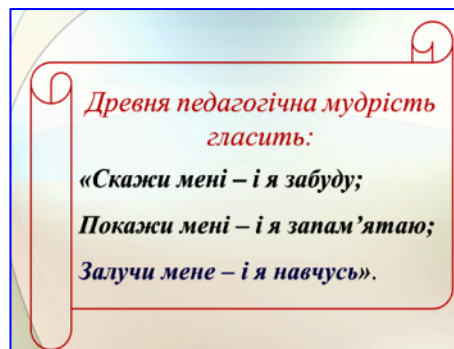 Древня педагогічна мудрість
гласить:
«Скажи мені – і я забуду;
Покажи мені – і я запам’ятаю;
Залучи мене – і я навчусь».